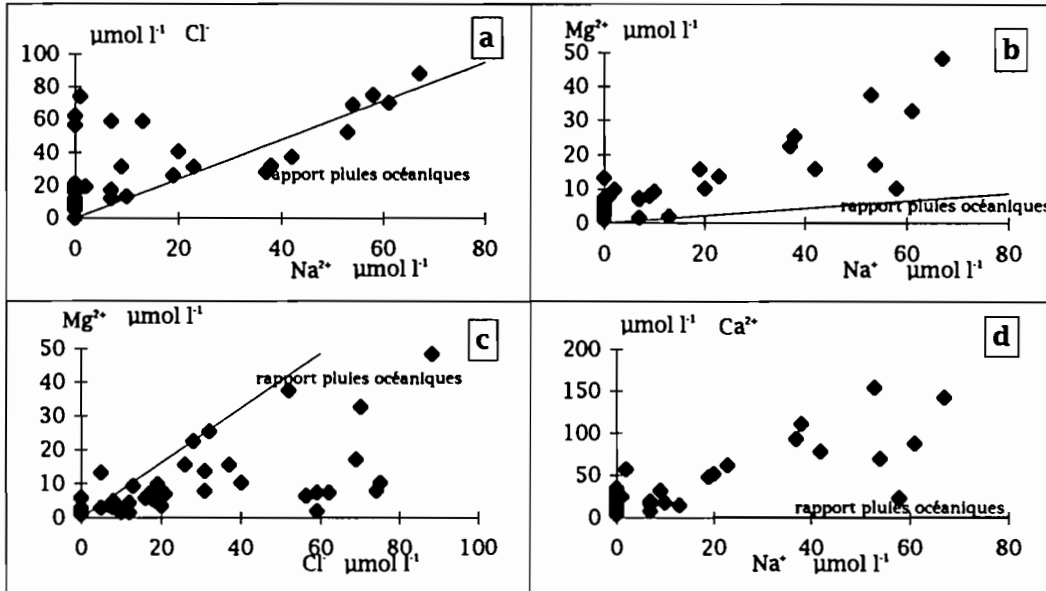 µmol l⁻¹ Cl⁻
a
100
80
60
40
20
0
rapport pluies océaniques
0 20 40 60 80
Na²⁺ µmol l⁻¹
Mg²⁺ µmol l⁻¹
b
50
40
30
20
10
0
rapport pluies océaniques
0 20 40 60 80
Na⁺ µmol l⁻¹
Mg²⁺ µmol l⁻¹
c
50
40
30
20
10
0
rapport pluies océaniques
0 20 40 60 80 100
Cl⁻ µmol l⁻¹
µmol l⁻¹ Ca²⁺
d
200
150
100
50
0
rapport pluies océaniques
0 20 40 60 80
Na⁺ µmol l⁻¹